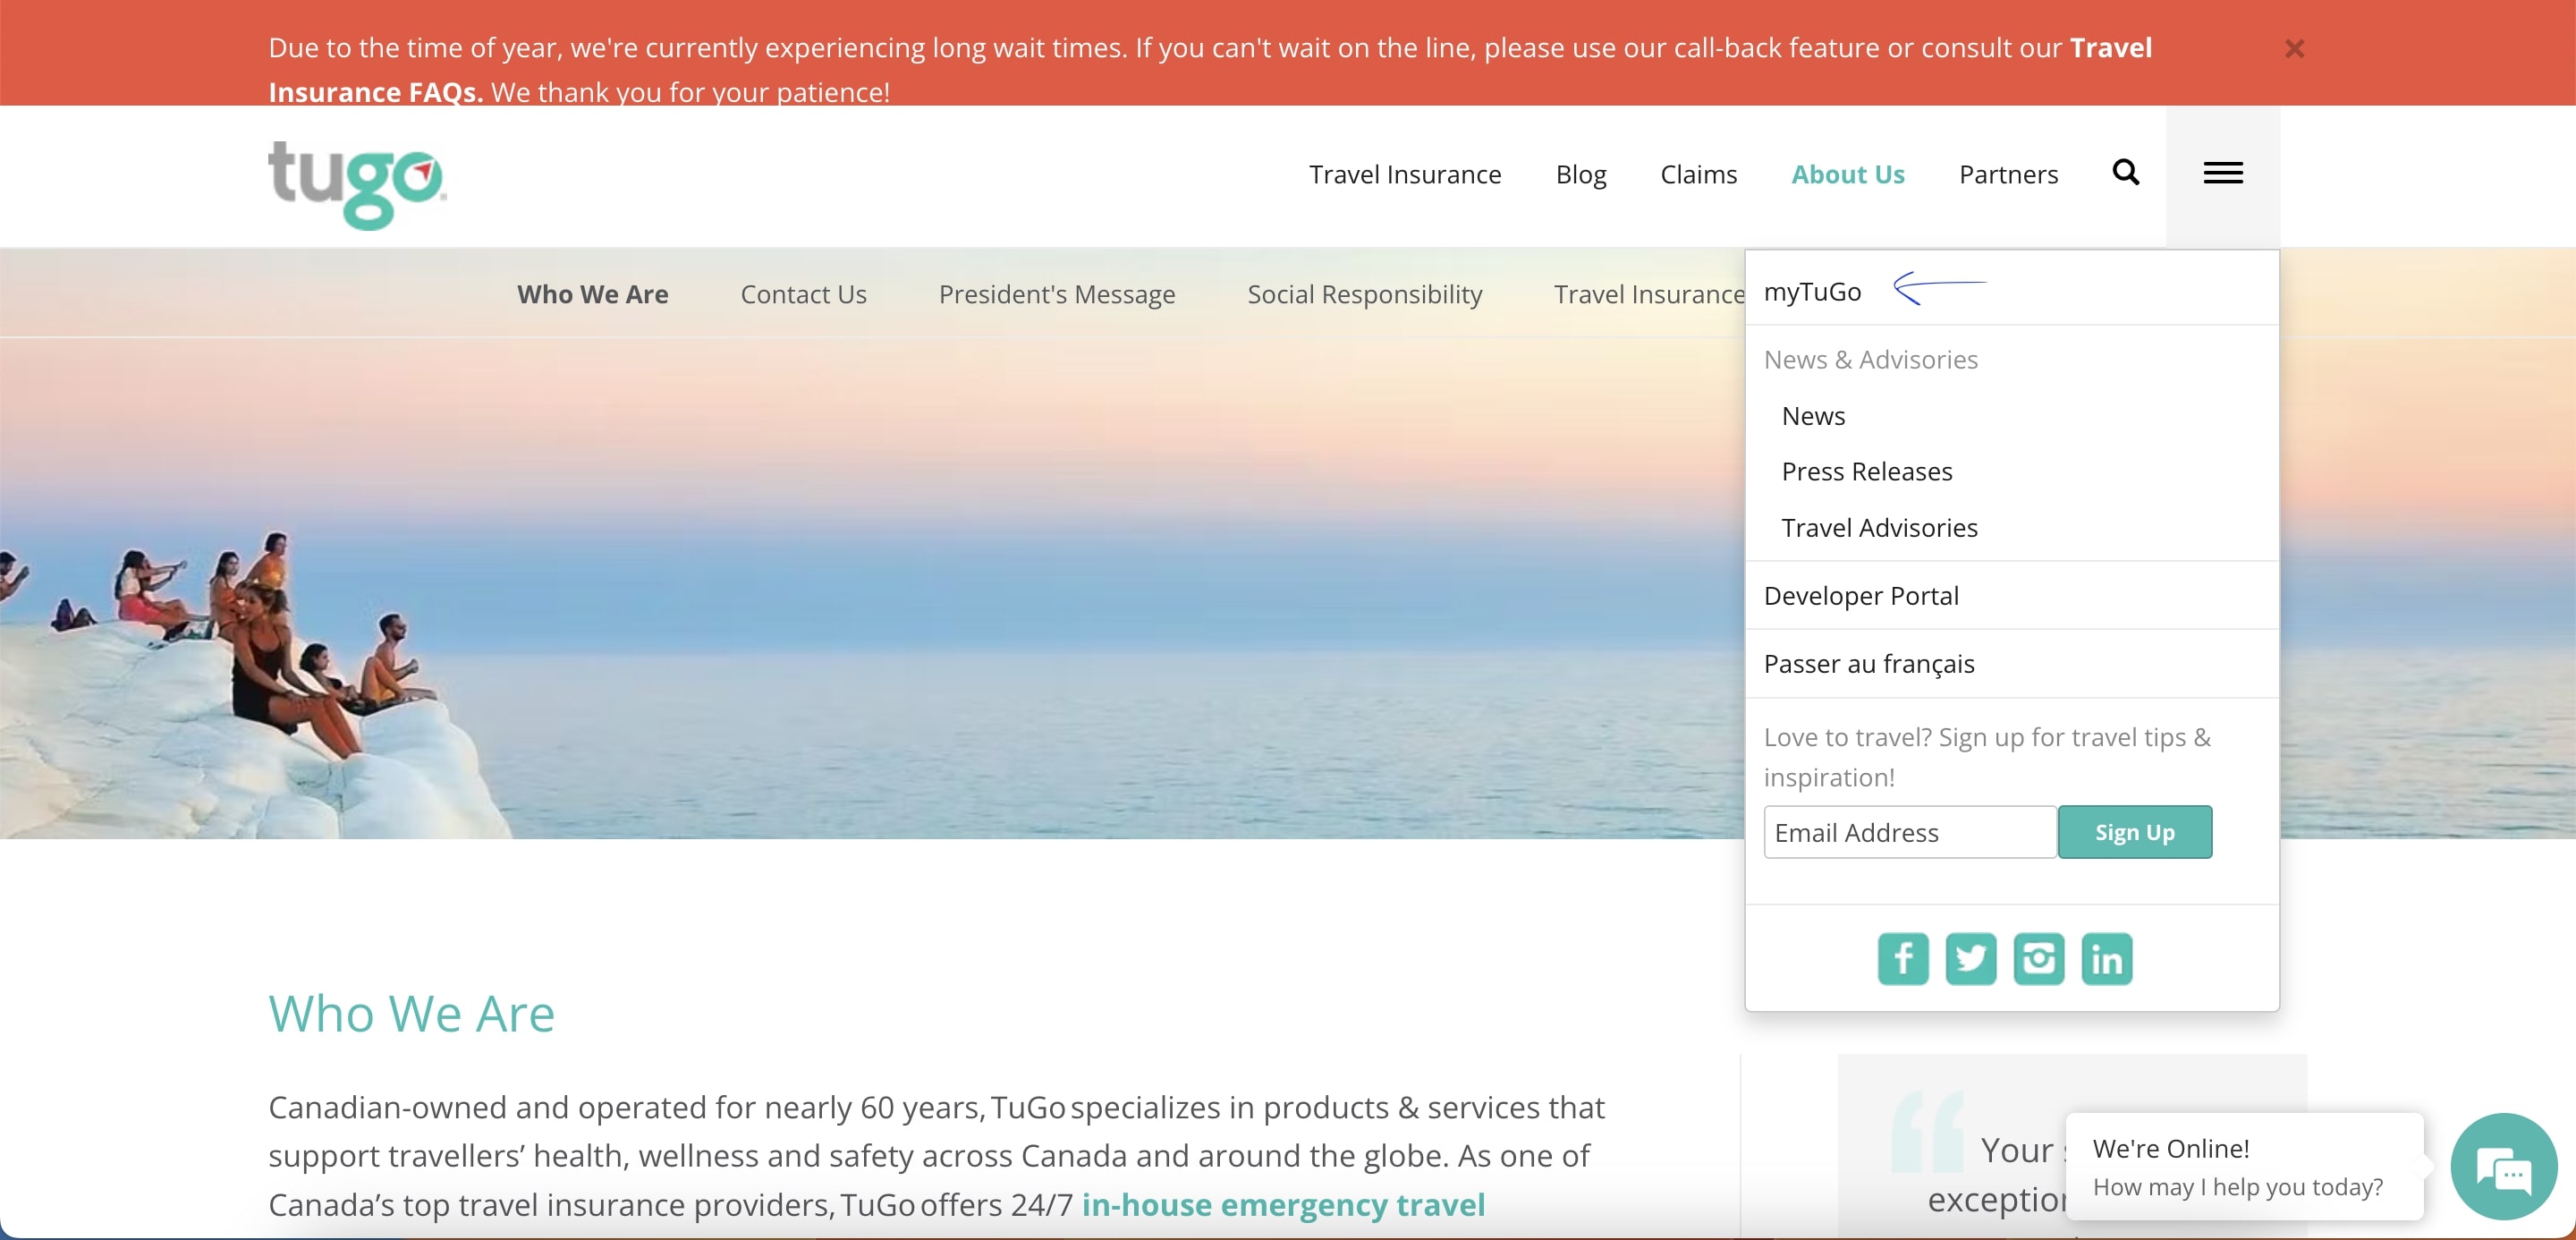 Due to the time of year, we're currently experiencing long wait times. If you can't wait on the line, please use our call-back feature or consult our Travel
Insurance FAQs. We thank you for your patience!
tugo
Travel Insurance Blog Claims About Us Partners
Who We Are Contact Us President's Message Social Responsibility Travel Insurance
myTuGo
News & Advisories
News
Press Releases
Travel Advisories
Developer Portal
Passer au français
Love to travel? Sign up for travel tips &
inspiration!
Email Address Sign Up
f in
Who We Are
Canadian-owned and operated for nearly 60 years, TuGo specializes in products & services that
support travellers’ health, wellness and safety across Canada and around the globe. As one of
Canada’s top travel insurance providers, TuGo offers 24/7 in-house emergency travel
“ Your
We're Online!
How may I help you today?